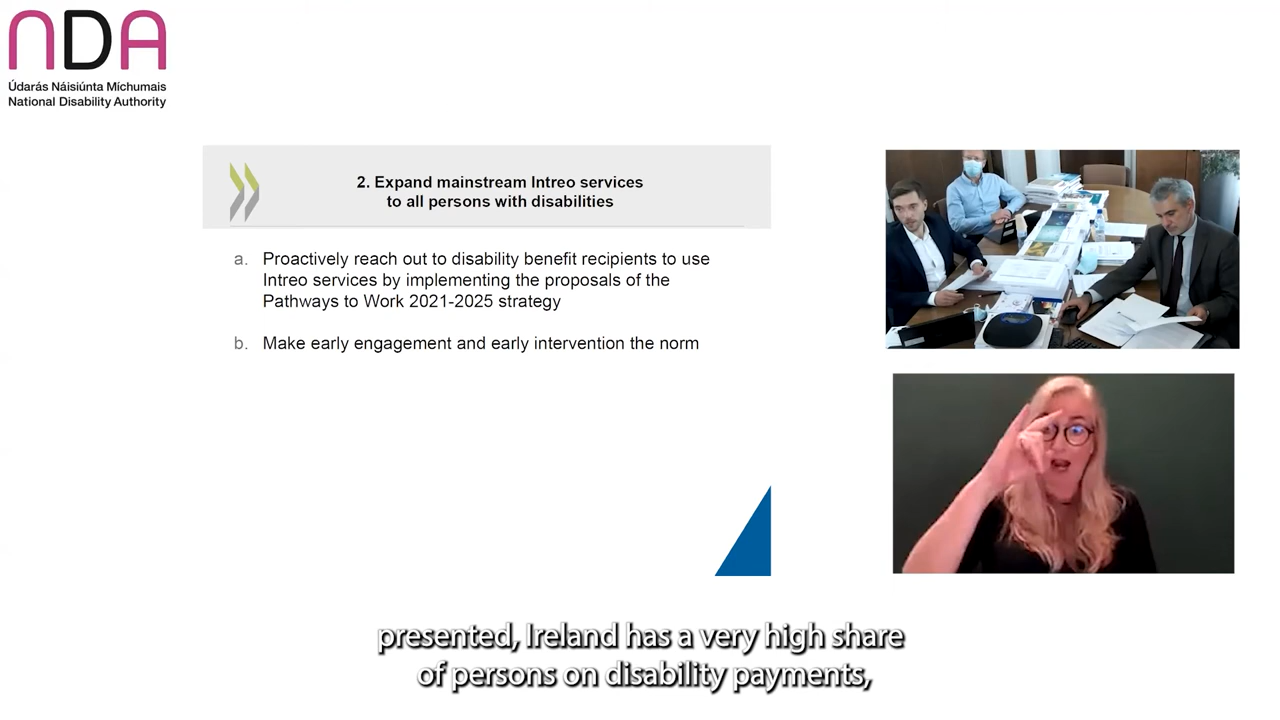 NDA
Údarás Náisiúnta Míchumais
National Disability Authority
2. Expand mainstream Intreo services
to all persons with disabilities
a. Proactively reach out to disability benefit recipients to use
Intreo services by implementing the proposals of the
Pathways to Work 2021-2025 strategy
b. Make early engagement and early intervention the norm
presented, Ireland has a very high share
of persons on disability payments,